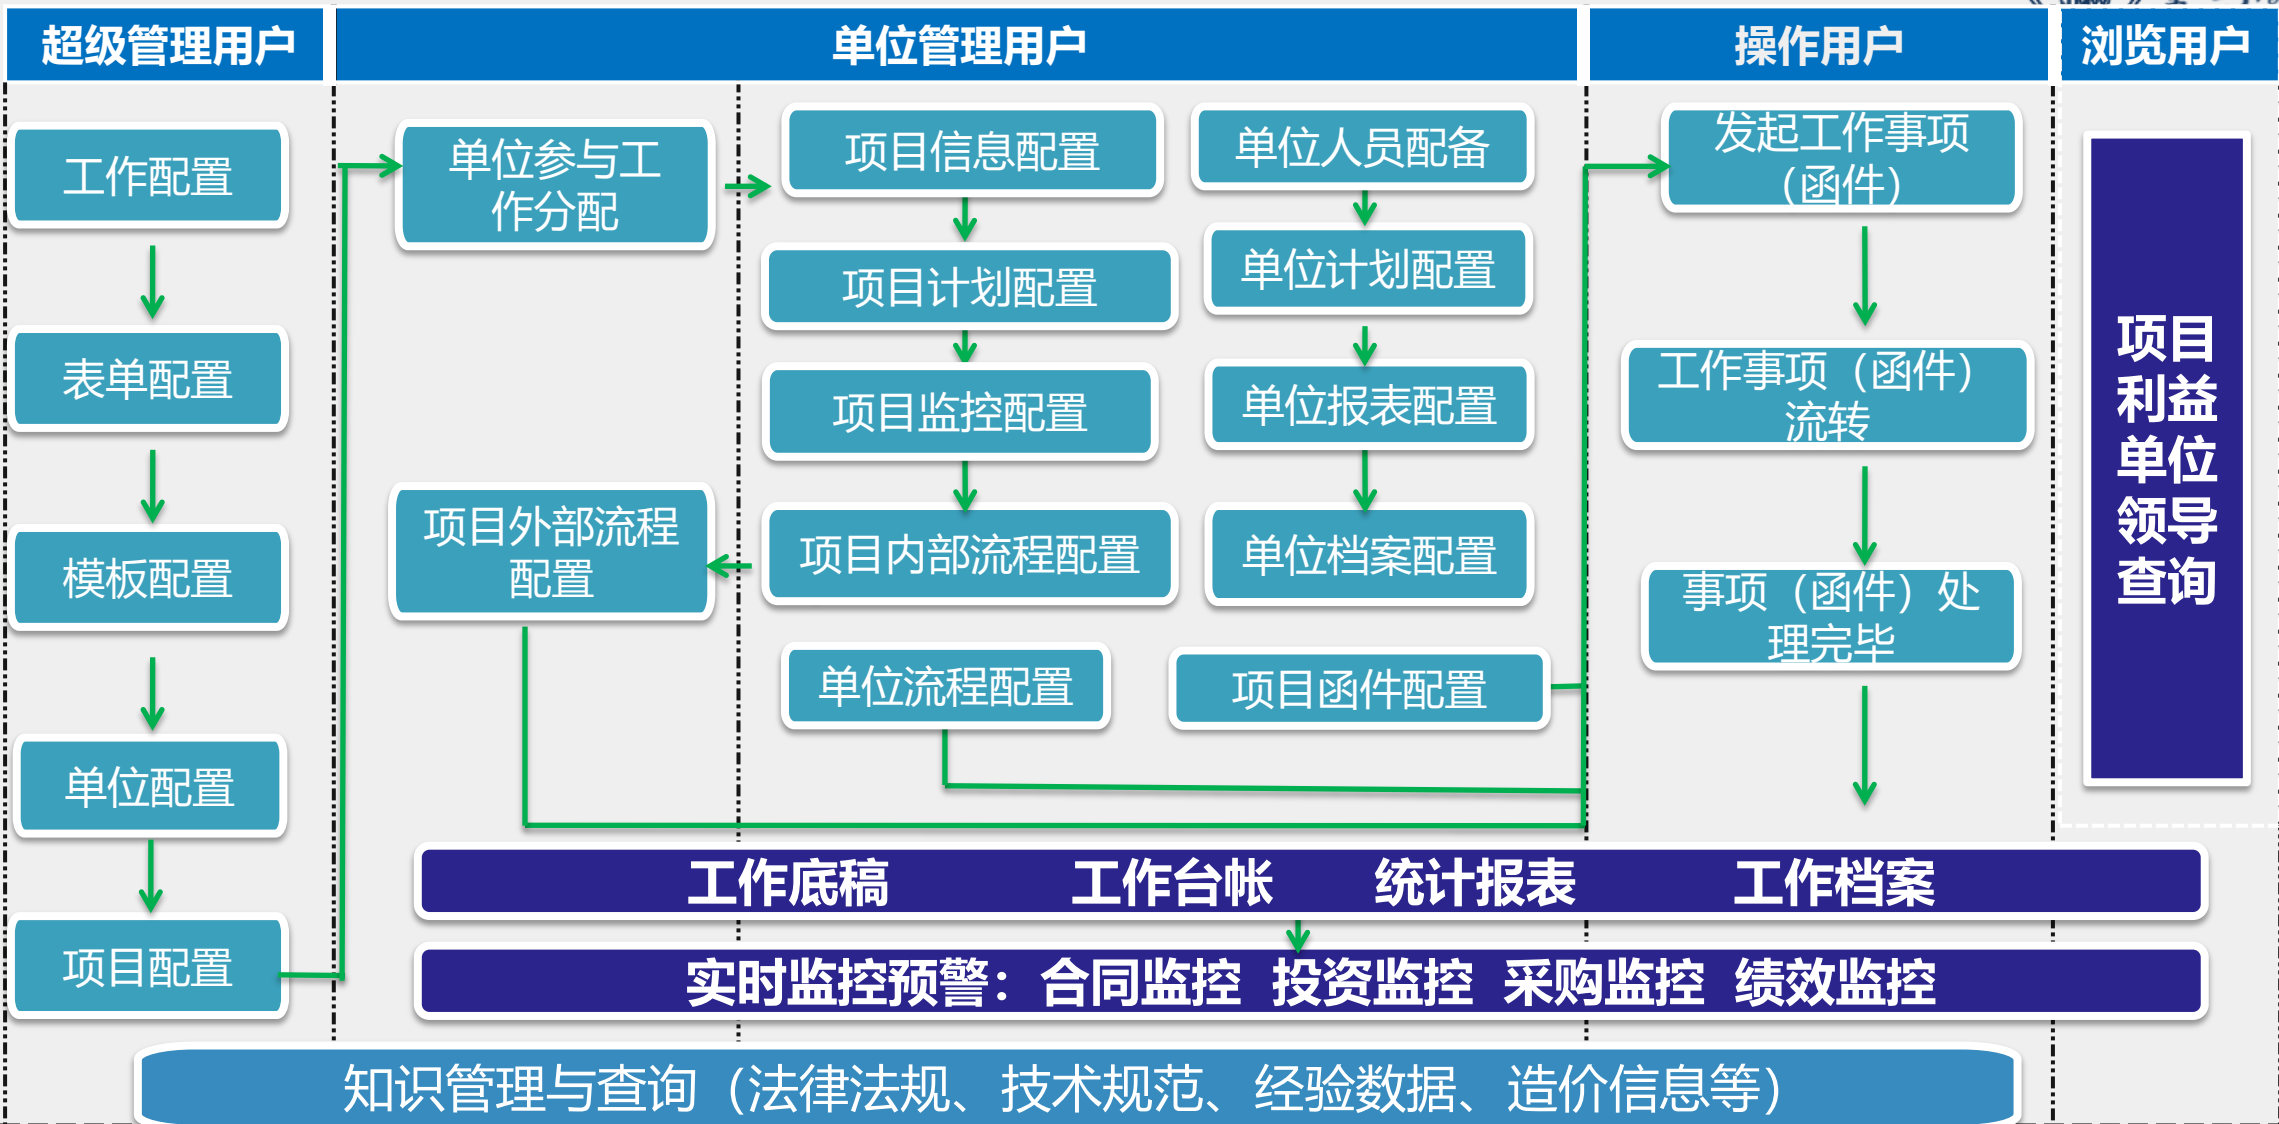 超级管理用户
单位管理用户
操作用户
浏览用户
工作配置
表单配置
模板配置
单位配置
项目配置
单位参与工
作分配
项目外部流程
配置
项目信息配置
项目计划配置
项目监控配置
项目内部流程配置
单位流程配置
单位人员配备
单位计划配置
单位报表配置
单位档案配置
项目函件配置
发起工作事项
（函件）
工作事项（函件）
流转
事项（函件）处
理完毕
项目
利益
单位
领导
查询
工作底稿 工作台帐 统计报表 工作档案
实时监控预警：合同监控 投资监控 采购监控 绩效监控
知识管理与查询（法律法规、技术规范、经验数据、造价信息等）